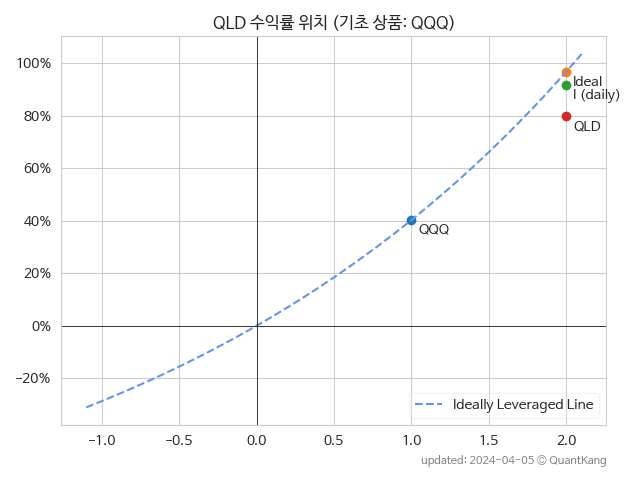 QLD 수익률 위치 (기초 상품: QQQ)
100%
80%
60%
40%
20%
0%
−20%
Ideal
I (daily)
QLD
QQQ
Ideally Leveraged Line
−1.0 −0.5 0.0 0.5 1.0 1.5 2.0
updated: 2024-04-05 © QuantKang